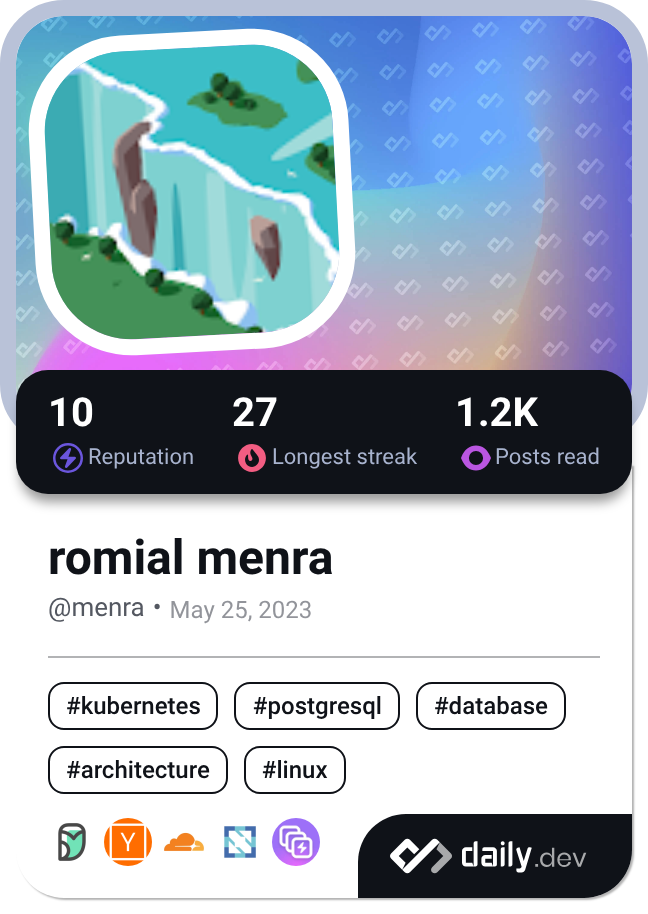 10 27 1.2K
Reputation Longest streak Posts read
romial menra
@menra • May 25, 2023
#kubernetes #postgresql #database
#architecture #linux
Y
daily.dev